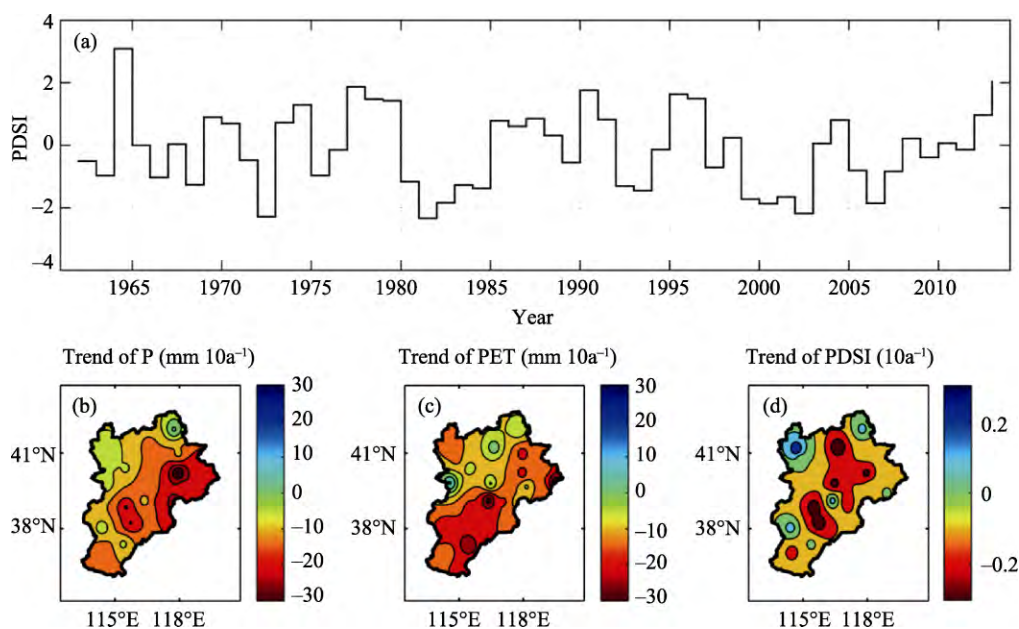 (a)
PDSI
4
2
0
–2
–4
1965 1970 1975 1980 1985 1990 1995 2000 2005 2010
Year
Trend of P (mm 10a⁻¹)
(b)
41°N
38°N
115°E 118°E
30
20
10
0
–10
–20
–30
Trend of PET (mm 10a⁻¹)
(c)
41°N
38°N
115°E 118°E
30
20
10
0
–10
–20
–30
Trend of PDSI (10a⁻¹)
(d)
41°N
38°N
115°E 118°E
0.2
0
–0.2